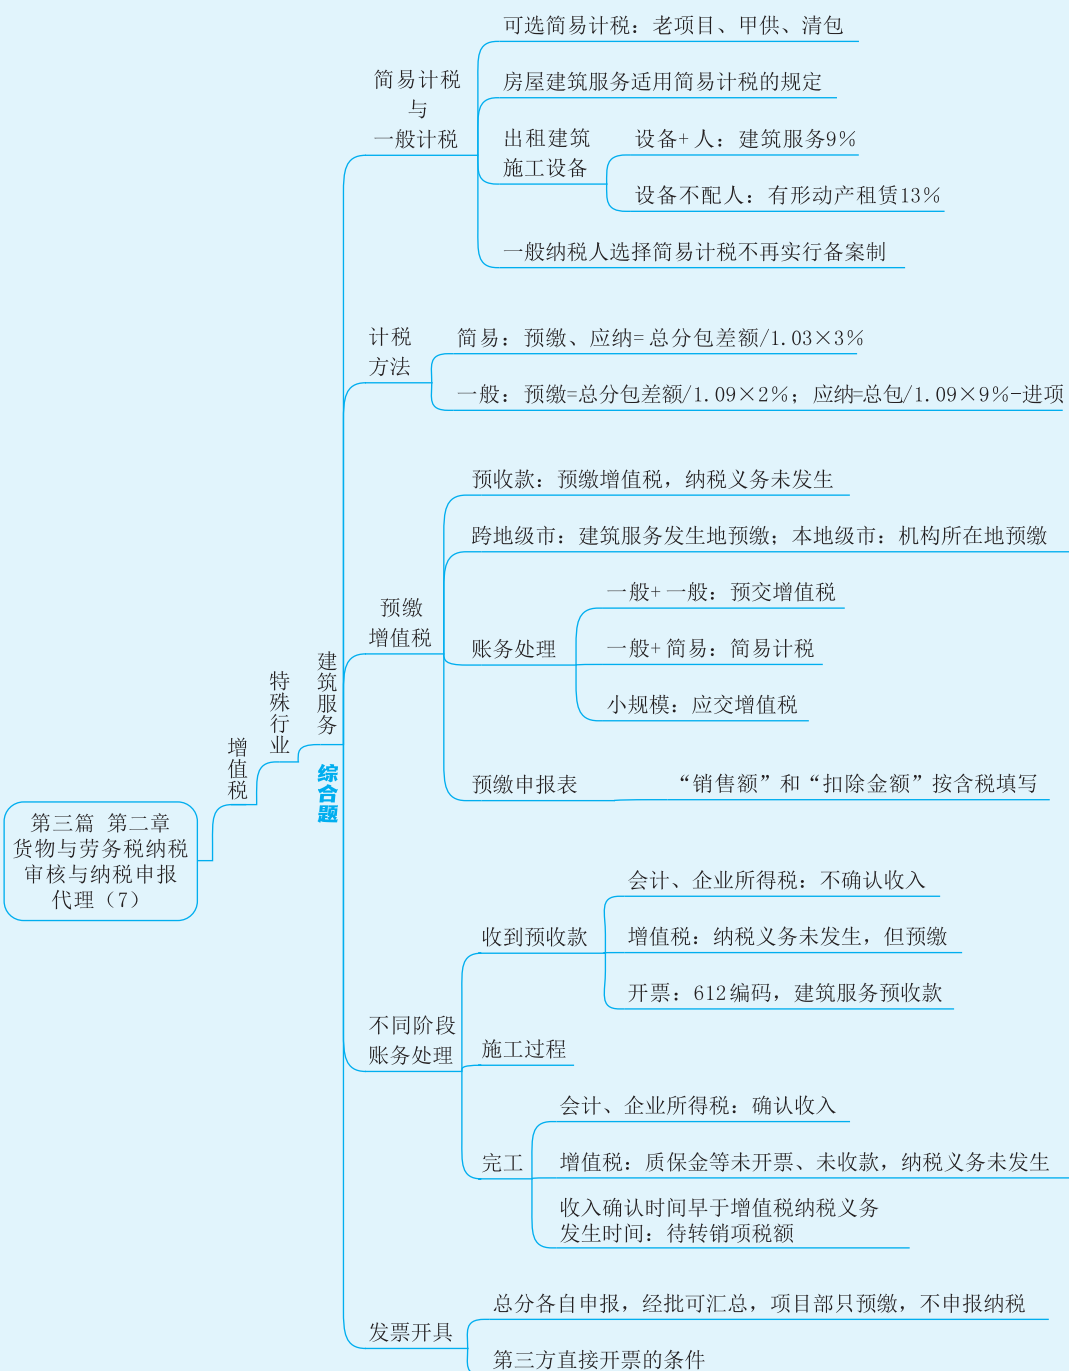 第三篇 第二章
货物与劳务税纳税
审核与纳税申报
代理（7）
增值税
特殊行业
建筑服务
综合题
简易计税
与
一般计税
可选简易计税：老项目、甲供、清包
房屋建筑服务适用简易计税的规定
出租建筑
施工设备
设备+人：建筑服务9%
设备不配人：有形动产租赁13%
一般纳税人选择简易计税不再实行备案制
计税
方法
简易：预缴、应纳=总分包差额/1.03×3%
一般：预缴=总分包差额/1.09×2%；应纳=总包/1.09×9%-进项
预缴
增值税
预收款：预缴增值税，纳税义务未发生
跨地级市：建筑服务发生地预缴；本地级市：机构所在地预缴
账务处理
一般+一般：预交增值税
一般+简易：简易计税
小规模：应交增值税
预缴申报表
“销售额”和“扣除金额”按含税填写
不同阶段
账务处理
收到预收款
会计、企业所得税：不确认收入
增值税：纳税义务未发生，但预缴
开票：612编码，建筑服务预收款
施工过程
完工
会计、企业所得税：确认收入
增值税：质保金等未开票、未收款，纳税义务未发生
收入确认时间早于增值税纳税义务
发生时间：待转销项税额
发票开具
总分各自申报，经批可汇总，项目部只预缴，不申报纳税
第三方直接开票的条件